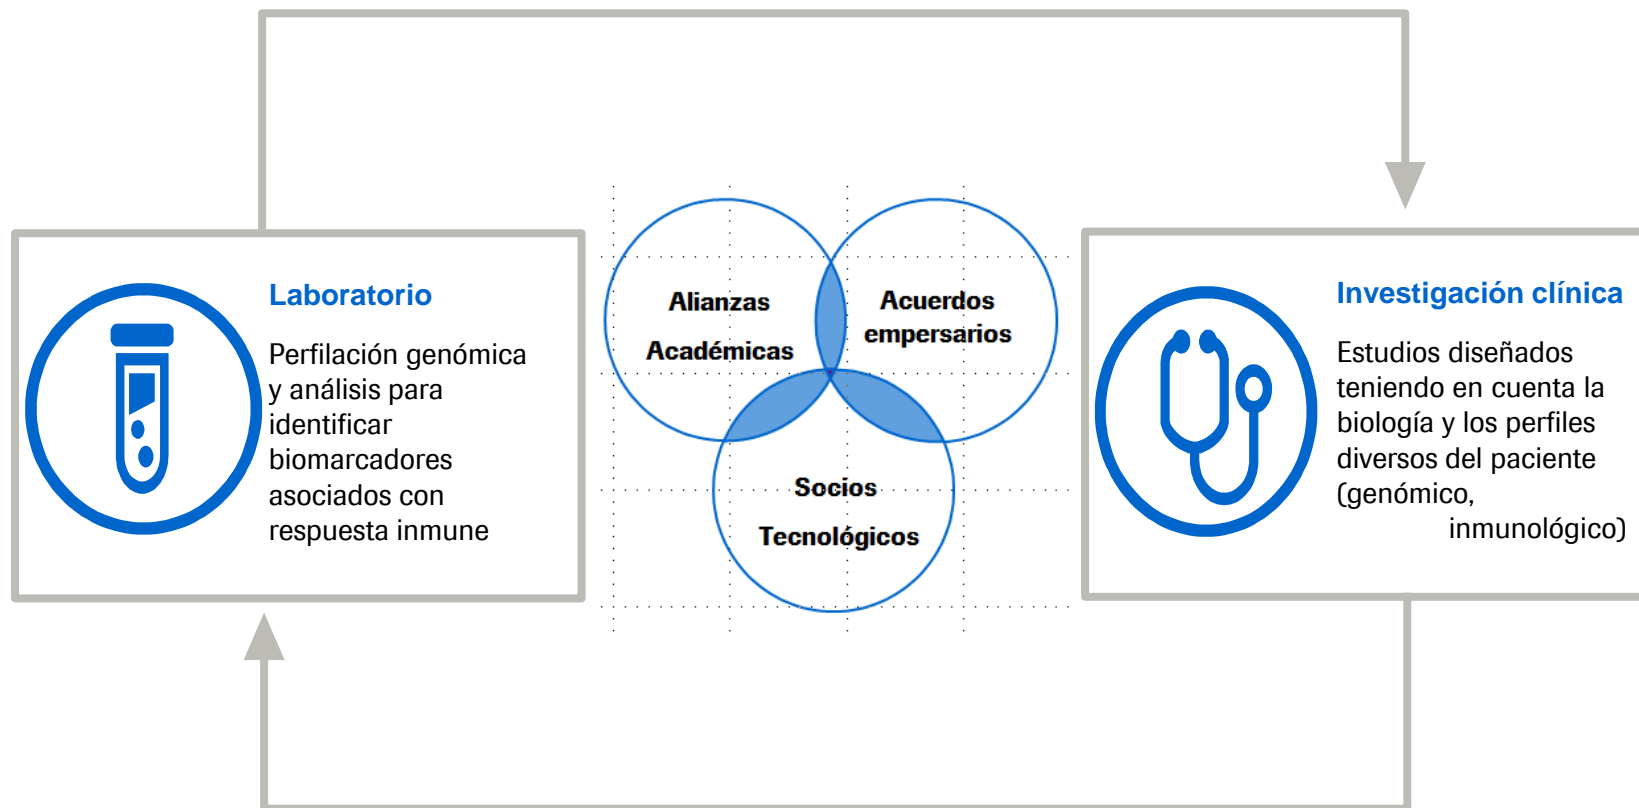 Laboratorio
Perfilación genómica
y análisis para
identificar
biomarcadores
asociados con
respuesta inmune
Alianzas
Académicas
Acuerdos
empersarios
Socios
Tecnológicos
Investigación clínica
Estudios diseñados
teniendo en cuenta la
biología y los perfiles
diversos del paciente
(genómico,
inmunológico)